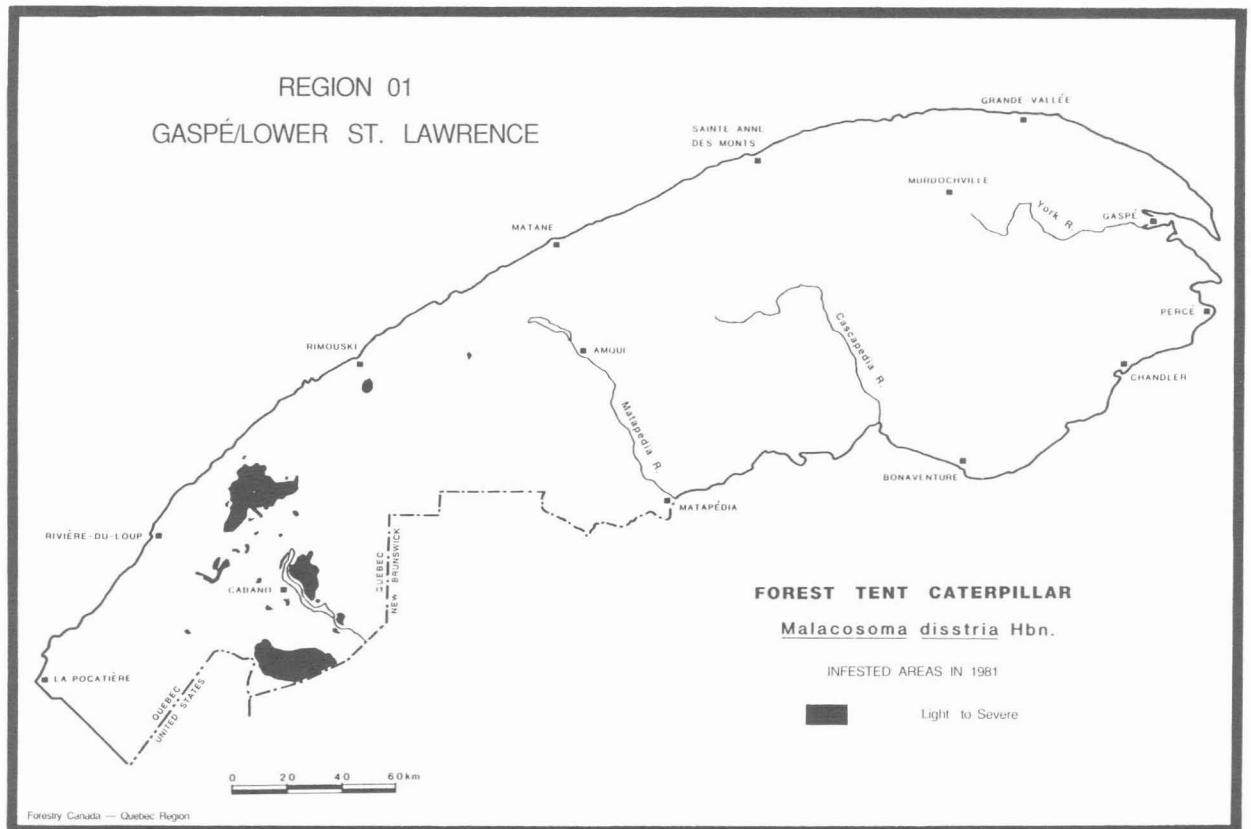 REGION 01
GASPÉ/LOWER ST. LAWRENCE
GRANDE-VALLÉE
SAINTE ANNE
DES MONTS
MURDOCHVILLE
York R.
GASPÉ
MATANE
PERCÉ
RIMOUSKI
AMQUI
Cascapedia R.
CHANDLER
Matapedia R.
BONAVENTURE
MATAPÉDIA
RIVIÈRE-DU-LOUP
QUEBEC
NEW BRUNSWICK
CABANO
FOREST TENT CATERPILLAR
Malacosoma disstria Hbn.
INFESTED AREAS IN 1981
LA POCATIÈRE
QUEBEC
UNITED STATES
Light to Severe
0 20 40 60 km
Forestry Canada — Quebec Region